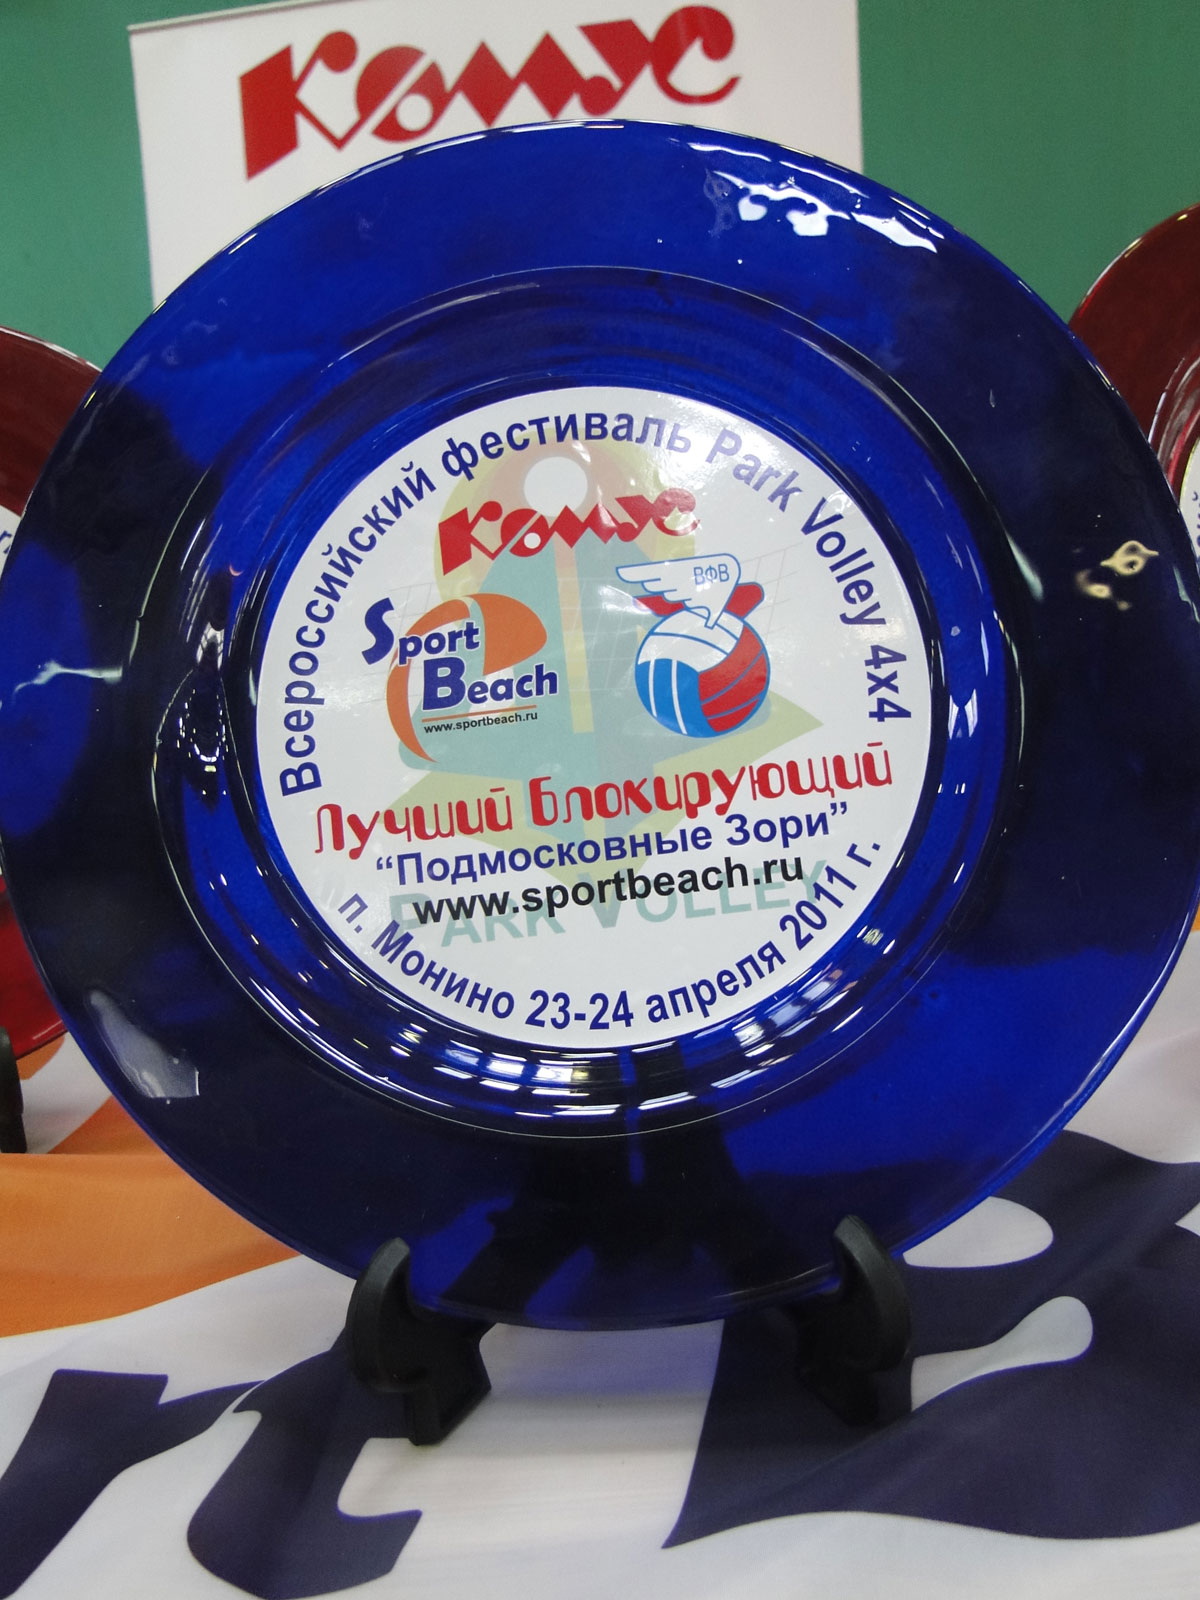 Комус
Всероссийский фестиваль Park Volley 4x4
Комус
ВФВ
Sport
Beach
www.sportbeach.ru
Лучший блокирующий
“Подмосковные Зори”
www.sportbeach.ru
PARK VOLLEY
п. Монино 23-24 апреля 2011 г.